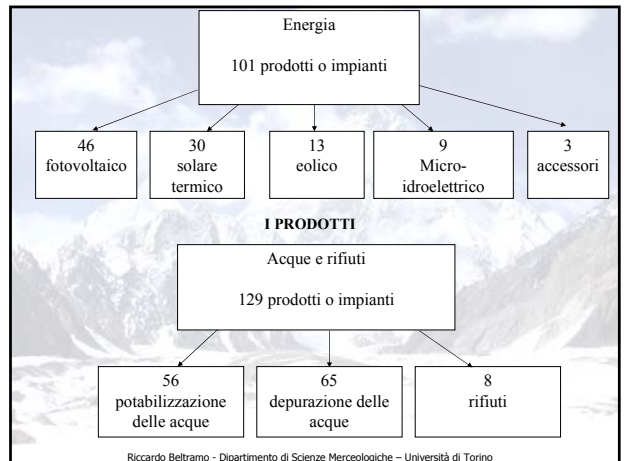 Energia
101 prodotti o impianti
46
fotovoltaico
30
solare
termico
13
eolico
9
Micro-
idroelettrico
3
accessori
I PRODOTTI
Acque e rifiuti
129 prodotti o impianti
56
potabilizzazione
delle acque
65
depurazione delle
acque
8
rifiuti
Riccardo Beltramo - Dipartimento di Scienze Merceologiche – Università di Torino